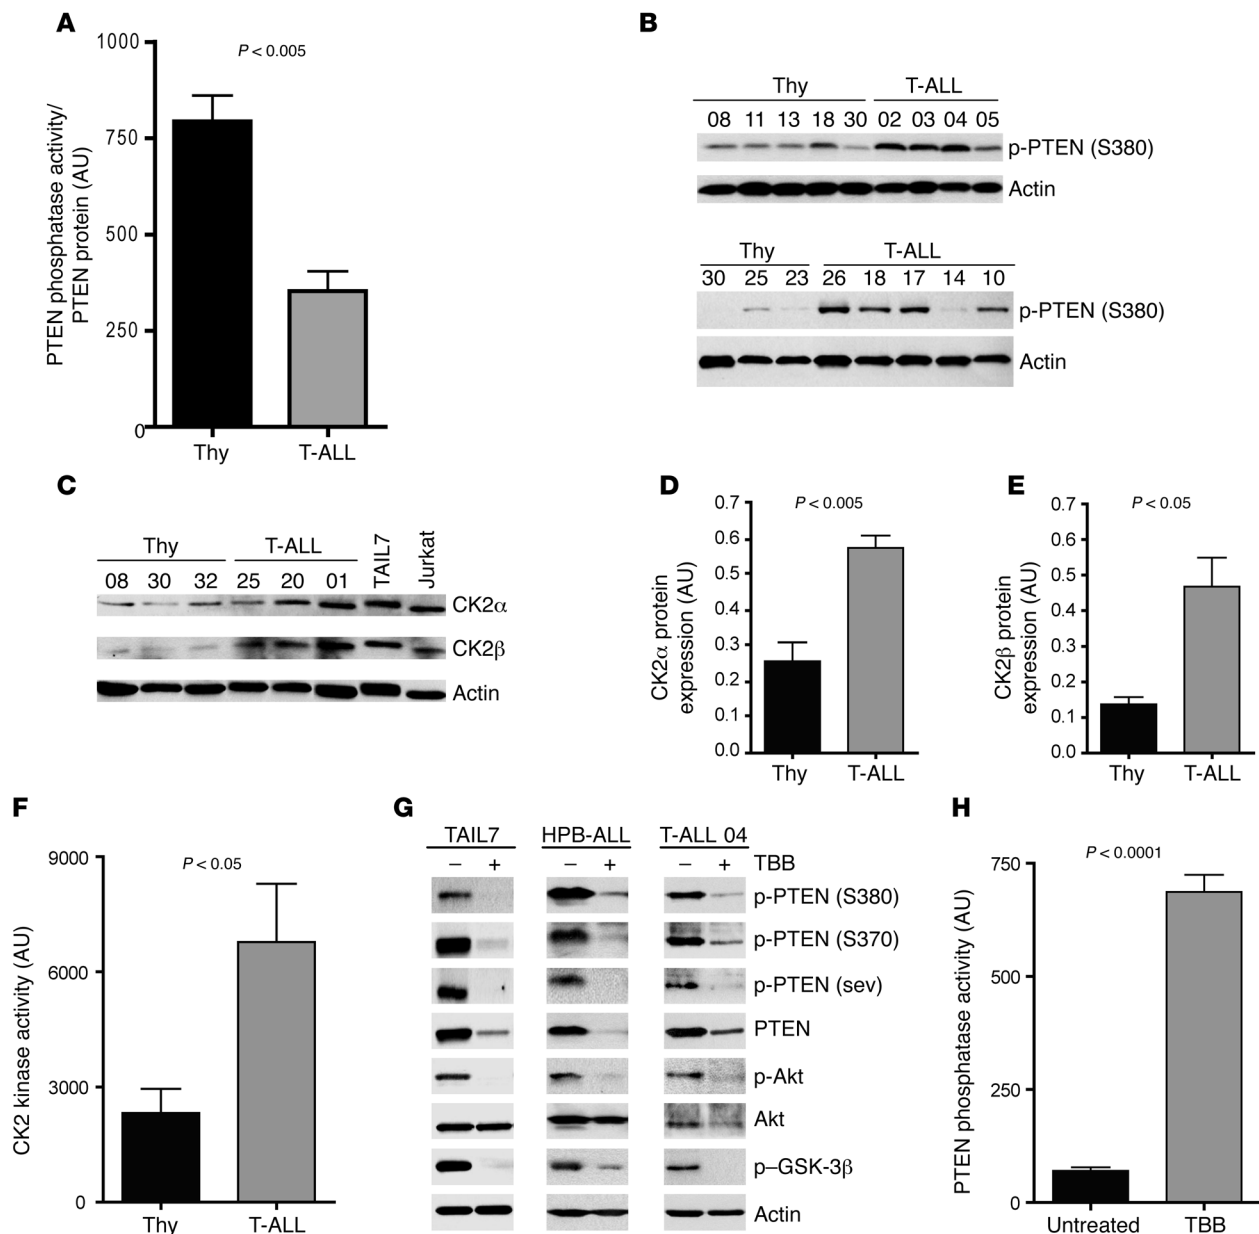 A
1000
750
500
250
0
PTEN phosphatase activity/
PTEN protein (AU)
P < 0.005
Thy T-ALL
B
Thy T-ALL
08 11 13 18 30 02 03 04 05
p-PTEN (S380)
Actin
Thy T-ALL
30 25 23 26 18 17 14 10
p-PTEN (S380)
Actin
C
Thy T-ALL TAIL7 Jurkat
08 30 32 25 20 01
CK2α
CK2β
Actin
D
0.7
0.6
0.5
0.4
0.3
0.2
0.1
0.0
CK2α protein
expression (AU)
P < 0.005
Thy T-ALL
E
0.7
0.6
0.5
0.4
0.3
0.2
0.1
0.0
CK2β protein
expression (AU)
P < 0.05
Thy T-ALL
F
9000
6000
3000
0
CK2 kinase activity (AU)
P < 0.05
Thy T-ALL
G
TAIL7 HPB-ALL T-ALL 04
– + – + – + TBB
p-PTEN (S380)
p-PTEN (S370)
p-PTEN (sev)
PTEN
p-Akt
Akt
p–GSK-3β
Actin
H
750
500
250
0
PTEN phosphatase activity (AU)
P < 0.0001
Untreated TBB